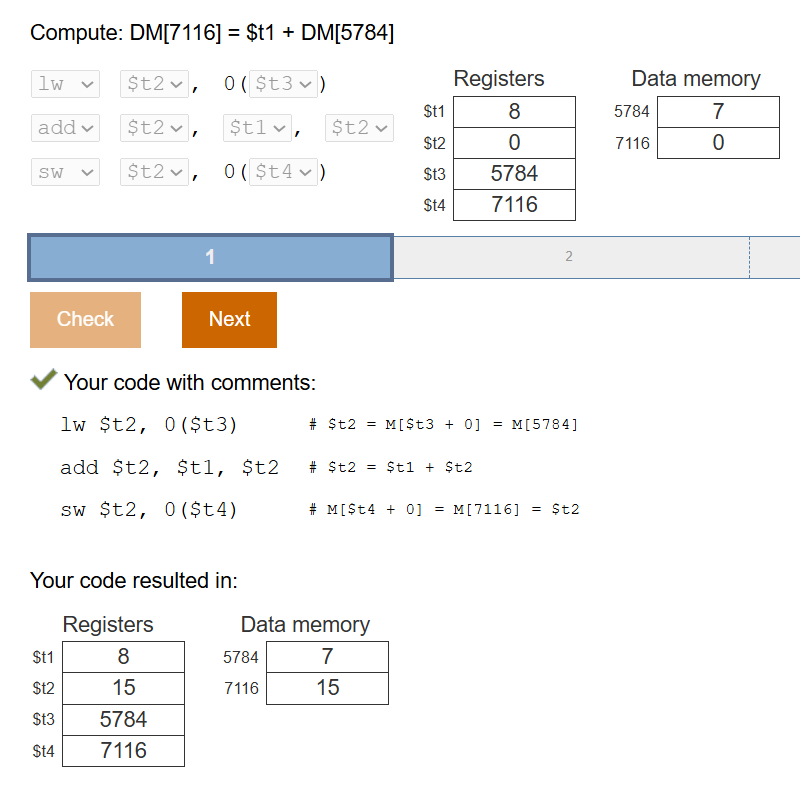 Compute: DM[7116] = $t1 + DM[5784]
lw $t2, 0($t3)
add $t2, $t1, $t2
sw $t2, 0($t4)
Registers Data memory
$t1 8 5784 7
$t2 0 7116 0
$t3 5784
$t4 7116
1 2
Check Next
Your code with comments:
lw $t2, 0($t3) # $t2 = M[$t3 + 0] = M[5784]
add $t2, $t1, $t2 # $t2 = $t1 + $t2
sw $t2, 0($t4) # M[$t4 + 0] = M[7116] = $t2
Your code resulted in:
Registers Data memory
$t1 8 5784 7
$t2 15 7116 15
$t3 5784
$t4 7116